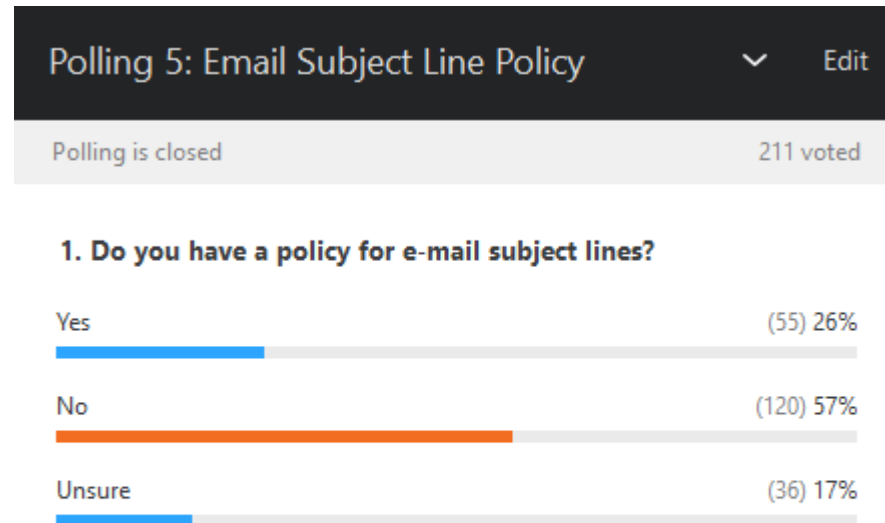 Polling 5: Email Subject Line Policy Edit
Polling is closed 211 voted
1. Do you have a policy for e-mail subject lines?
Yes (55) 26%
No (120) 57%
Unsure (36) 17%